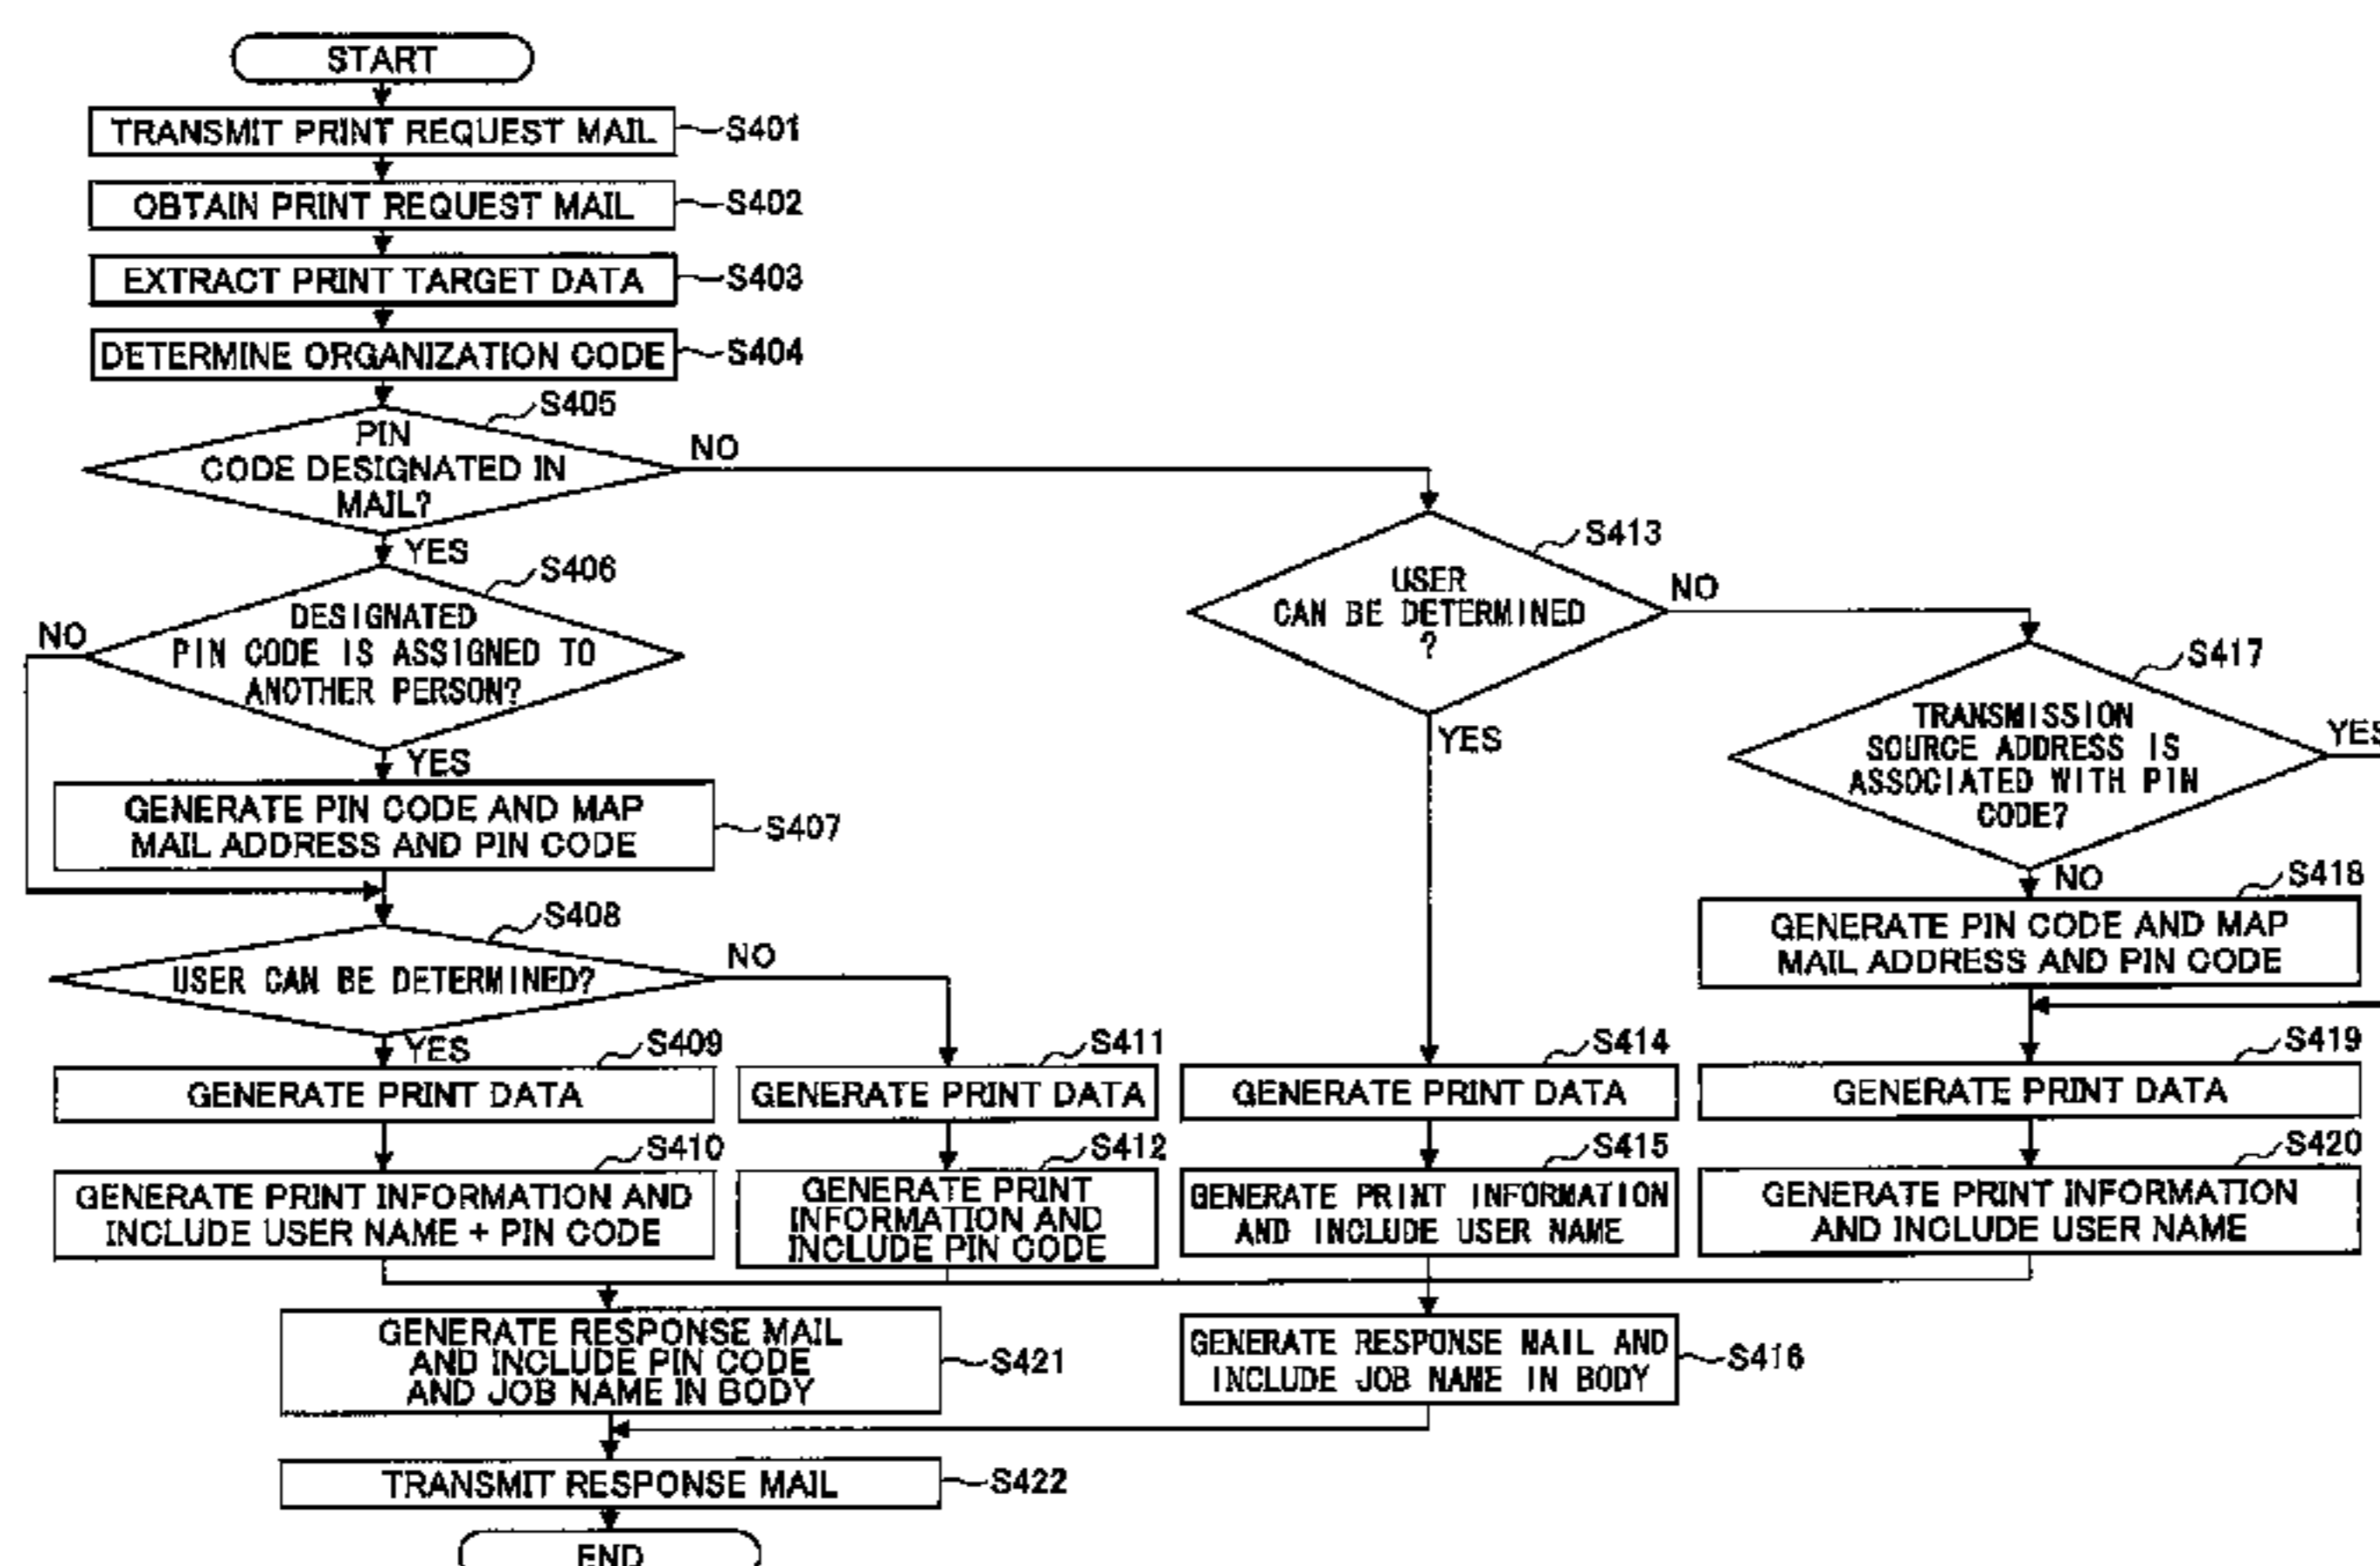 START
TRANSMIT PRINT REQUEST MAIL
S401
OBTAIN PRINT REQUEST MAIL
S402
EXTRACT PRINT TARGET DATA
S403
DETERMINE ORGANIZATION CODE
S404
S405
PIN
CODE DESIGNATED IN
MAIL?
NO
YES
S406
DESIGNATED
PIN CODE IS ASSIGNED TO
ANOTHER PERSON?
NO
YES
GENERATE PIN CODE AND MAP
MAIL ADDRESS AND PIN CODE
S407
S408
USER CAN BE DETERMINED?
NO
YES
S409
GENERATE PRINT DATA
S410
GENERATE PRINT INFORMATION AND
INCLUDE USER NAME + PIN CODE
S411
GENERATE PRINT DATA
S412
GENERATE PRINT
INFORMATION AND
INCLUDE PIN CODE
S413
USER
CAN BE DETERMINED
?
NO
YES
S414
GENERATE PRINT DATA
S415
GENERATE PRINT INFORMATION
AND INCLUDE USER NAME
GENERATE RESPONSE MAIL AND
INCLUDE JOB NAME IN BODY
S416
S417
TRANSMISSION
SOURCE ADDRESS IS
ASSOCIATED WITH PIN
CODE?
YES
NO
S418
GENERATE PIN CODE AND MAP
MAIL ADDRESS AND PIN CODE
S419
GENERATE PRINT DATA
S420
GENERATE PRINT INFORMATION
AND INCLUDE USER NAME
GENERATE RESPONSE MAIL
AND INCLUDE PIN CODE
AND JOB NAME IN BODY
S421
TRANSMIT RESPONSE MAIL
S422
END